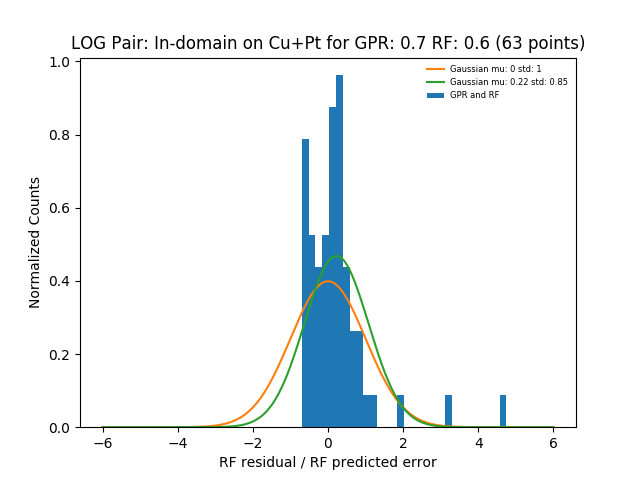 LOG Pair: In-domain on Cu+Pt for GPR: 0.7 RF: 0.6 (63 points)
Gaussian mu: 0 std: 1
Gaussian mu: 0.22 std: 0.85
GPR and RF
Normalized Counts
1.0
0.8
0.6
0.4
0.2
0.0
−6 −4 −2 0 2 4 6
RF residual / RF predicted error